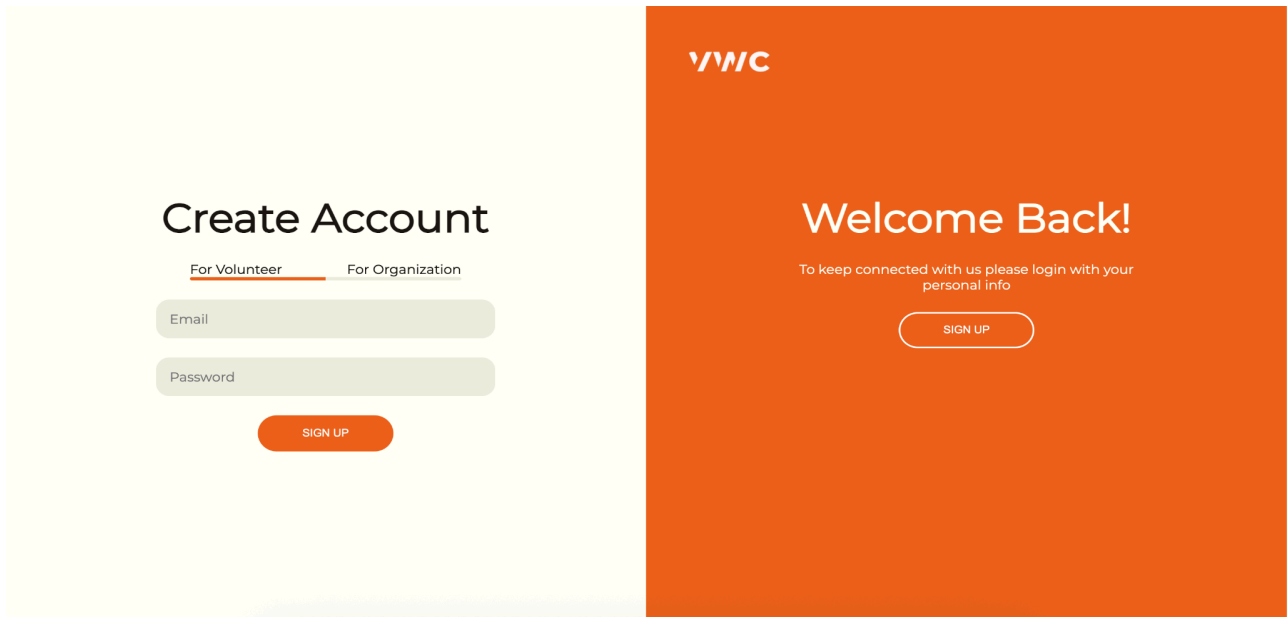 Create Account
For Volunteer For Organization
Email
Password
SIGN UP
VWC
Welcome Back!
To keep connected with us please login with your
personal info
SIGN UP